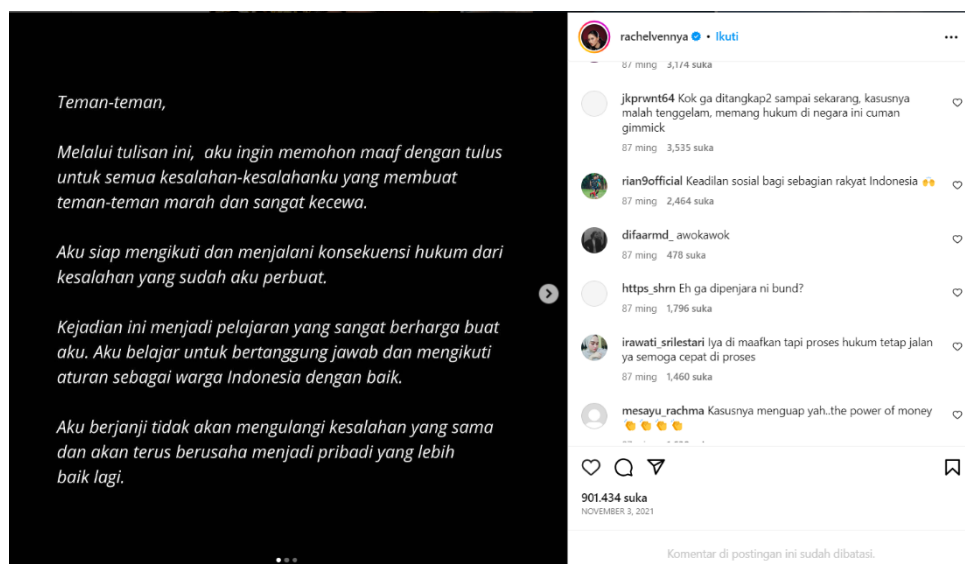 Teman-teman,
Melalui tulisan ini, aku ingin memohon maaf dengan tulus
untuk semua kesalahan-kesalahanku yang membuat
teman-teman marah dan sangat kecewa.
Aku siap mengikuti dan menjalani konsekuensi hukum dari
kesalahan yang sudah aku perbuat.
Kejadian ini menjadi pelajaran yang sangat berharga buat
aku. Aku belajar untuk bertanggung jawab dan mengikuti
aturan sebagai warga Indonesia dengan baik.
Aku berjanji tidak akan mengulangi kesalahan yang sama
dan akan terus berusaha menjadi pribadi yang lebih
baik lagi.
rachelvennya • Ikuti
87 ming 3,174 suka
jkprwnt64 Kok ga ditangkap2 sampai sekarang, kasusnya
malah tenggelam, memang hukum di negara ini cuman
gimmick
87 ming 3,535 suka
rian9official Keadilan sosial bagi sebagian rakyat Indonesia 🙌
87 ming 2,464 suka
difaarmd_ awokawok
87 ming 478 suka
https_shrn Eh ga dipenjara ni bund?
87 ming 1,796 suka
irawati_srilestari Iya di maafkan tapi proses hukum tetap jalan
ya semoga cepat di proses
87 ming 1,460 suka
mesayu_rachma Kasusnya menguap yah..the power of money
👏👏👏👏
901.434 suka
NOVEMBER 3, 2021
Komentar di postingan ini sudah dibatasi.